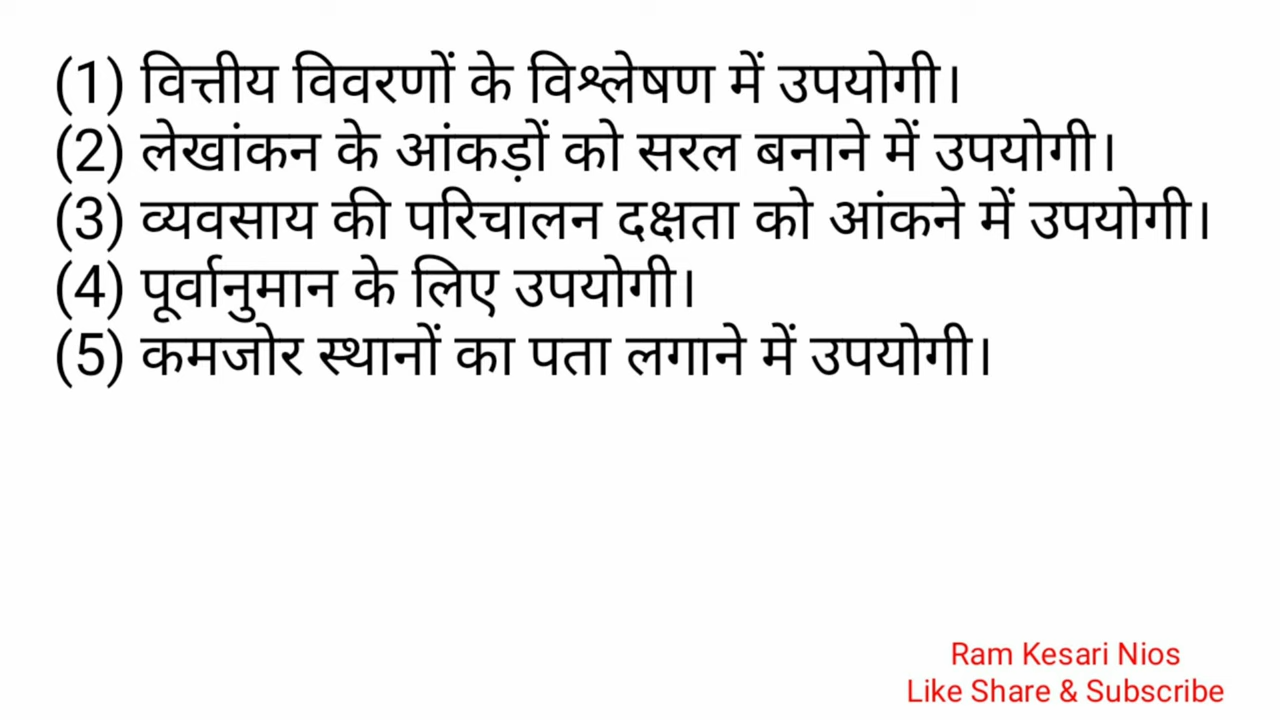 (1) वित्तीय विवरणों के विश्लेषण में उपयोगी।
(2) लेखांकन के आंकड़ों को सरल बनाने में उपयोगी।
(3) व्यवसाय की परिचालन दक्षता को आंकने में उपयोगी।
(4) पूर्वानुमान के लिए उपयोगी।
(5) कमजोर स्थानों का पता लगाने में उपयोगी।
Ram Kesari Nios
Like Share & Subscribe